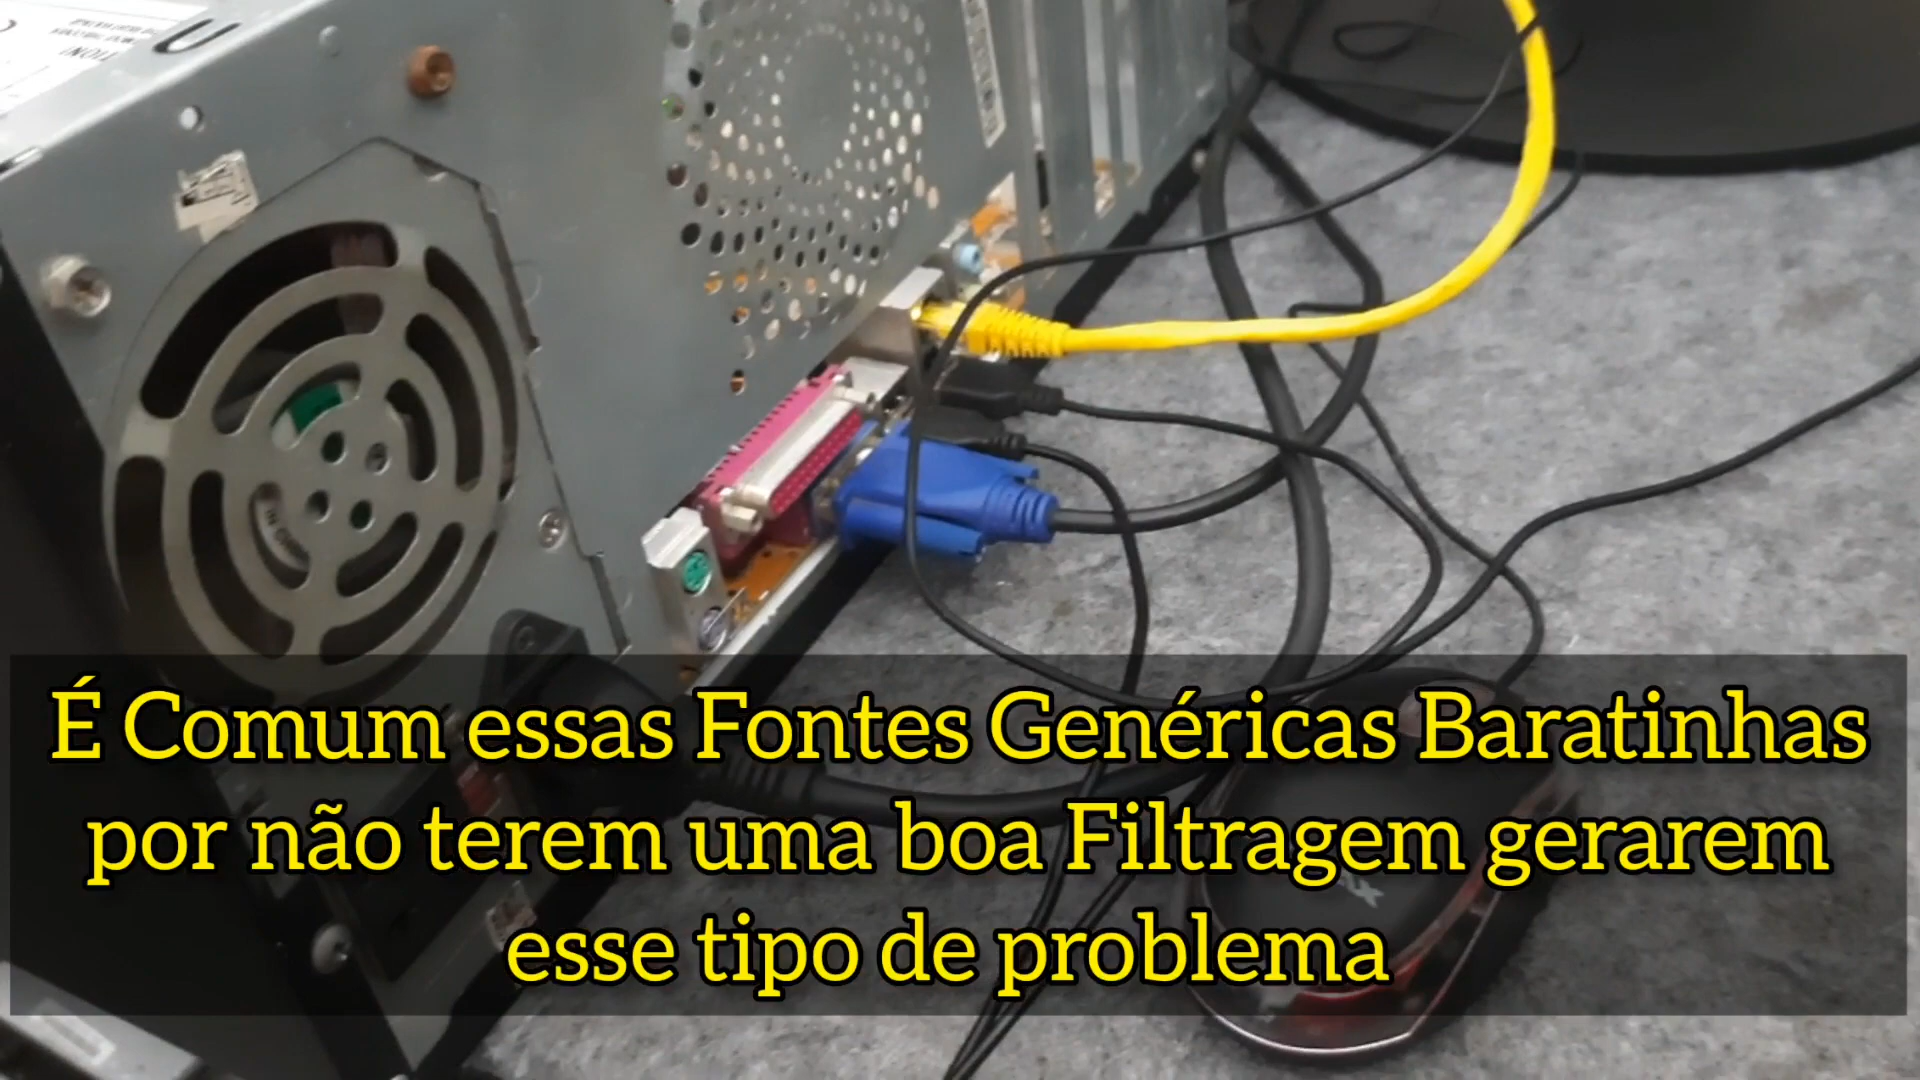 É Comum essas Fontes Genéricas Baratinhas
por não terem uma boa Filtragem gerarem
esse tipo de problema